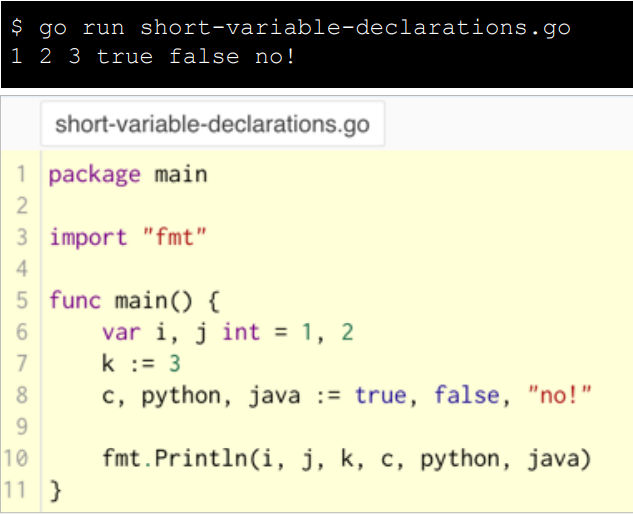 $ go run short-variable-declarations.go
1 2 3 true false no!
short-variable-declarations.go
1 package main
2
3 import "fmt"
4
5 func main() {
6     var i, j int = 1, 2
7     k := 3
8     c, python, java := true, false, "no!"
9
10     fmt.Println(i, j, k, c, python, java)
11 }